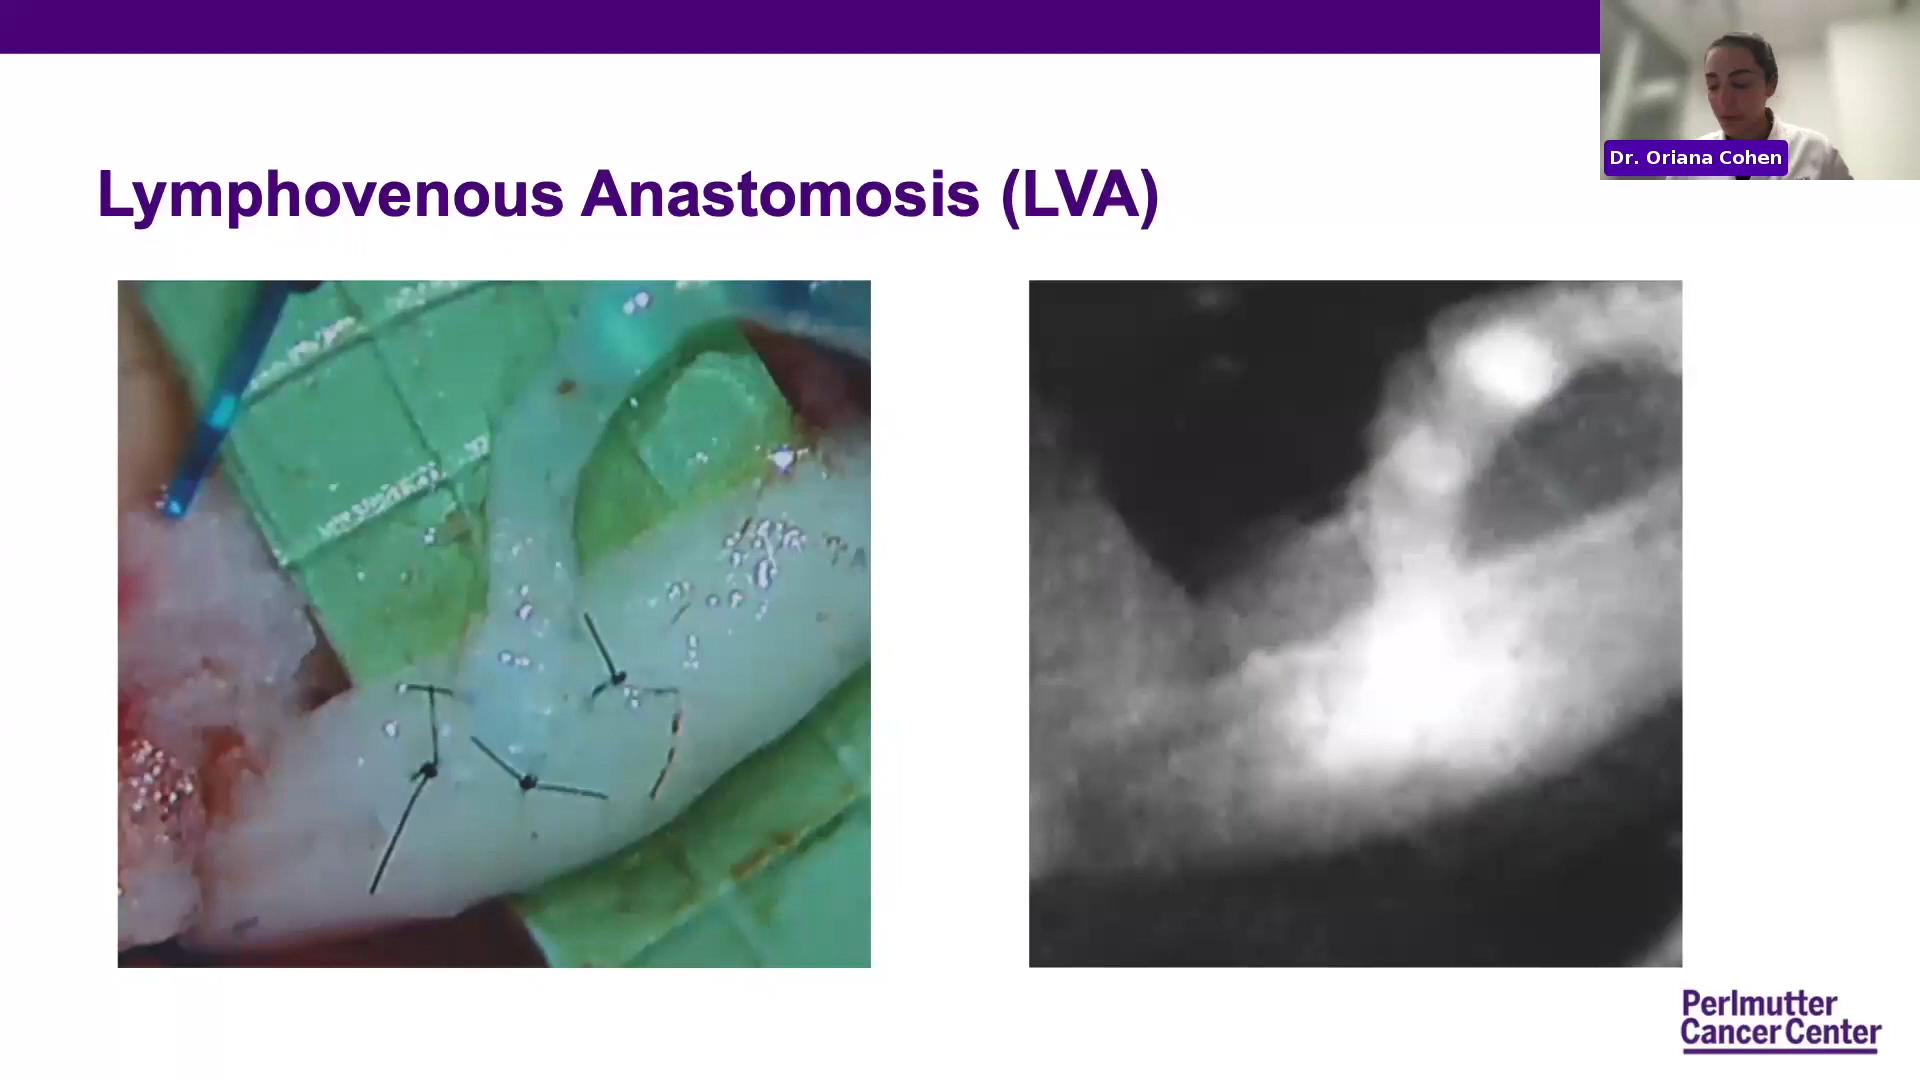 Dr. Oriana Cohen
Lymphovenous Anastomosis (LVA)
Perlmutter
Cancer Center